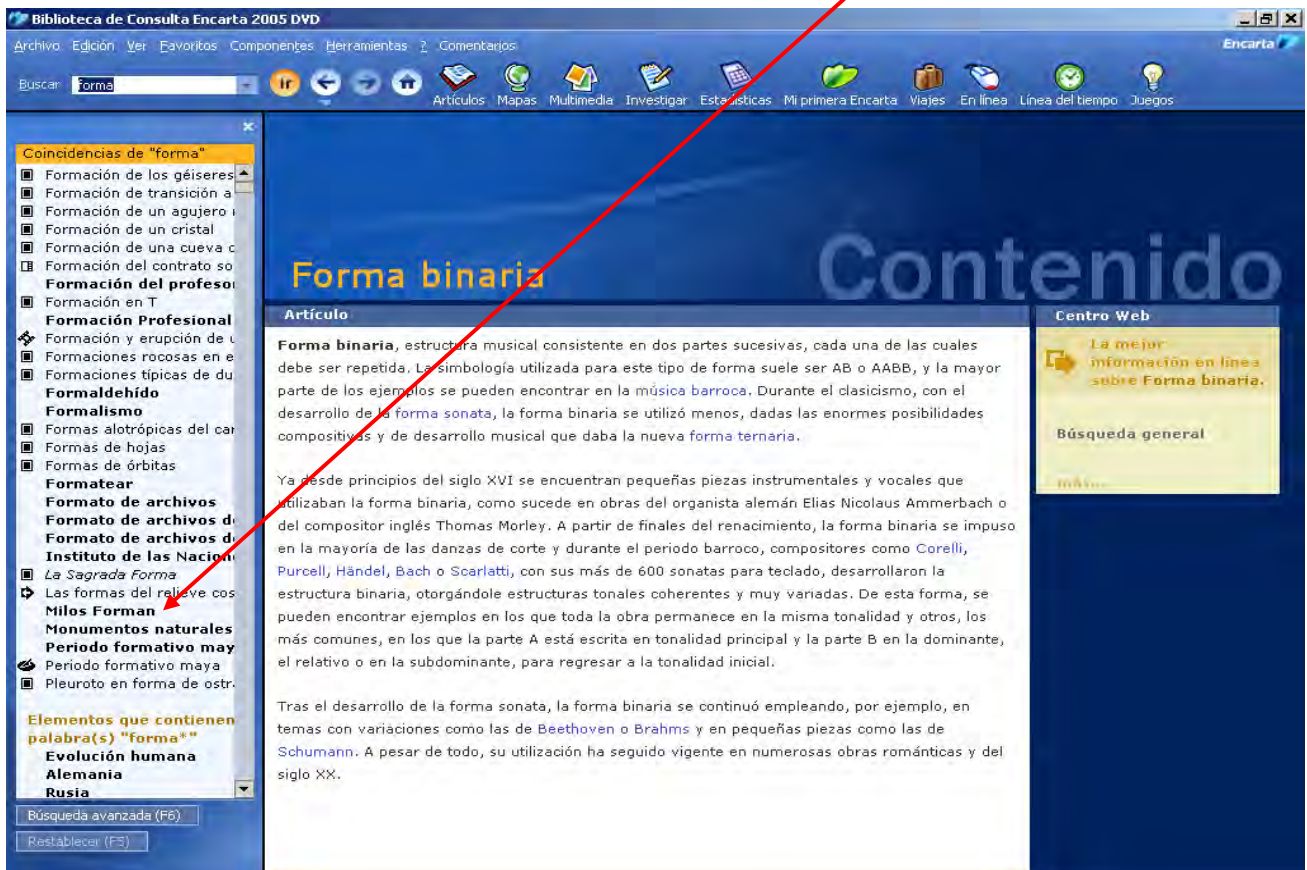 Biblioteca de Consulta Encarta 2005 DVD
Archivo Edición Ver Favoritos Componentes Herramientas ? Comentarios
Encarta
Buscar forma ir
Artículos Mapas Multimedia Investigar Estadísticas Mi primera Encarta Viajes En línea Línea del tiempo Juegos
Coincidencias de "forma"
Formación de los géiseres
Formación de transición a
Formación de un agujero
Formación de un cristal
Formación de una cueva c
Formación del contrato so
Formación del profeso
Formación en T
Formación Profesional
Formación y erupción de
Formaciones rocosas en e
Formaciones típicas de du
Formaldehído
Formalismo
Formas alotrópicas del car
Formas de hojas
Formas de órbitas
Formatear
Formato de archivos
Formato de archivos d
Formato de archivos d
Instituto de las Nacion
La Sagrada Forma
Las formas del relieve cos
Milos Forman
Monumentos naturales
Periodo formativo may
Periodo formativo maya
Pleuroto en forma de ostr
Elementos que contienen
palabra(s) "forma*"
Evolución humana
Alemania
Rusia
Búsqueda avanzada (F6)
Restablecer (F5)
Contenido
Forma binaria
Artículo
Forma binaria, estructura musical consistente en dos partes sucesivas, cada una de las cuales
debe ser repetida. La simbología utilizada para este tipo de forma suele ser AB o AABB, y la mayor
parte de los ejemplos se pueden encontrar en la música barroca. Durante el clasicismo, con el
desarrollo de la forma sonata, la forma binaria se utilizó menos, dadas las enormes posibilidades
compositivas y de desarrollo musical que daba la nueva forma ternaria.
Ya desde principios del siglo XVI se encuentran pequeñas piezas instrumentales y vocales que
utilizaban la forma binaria, como sucede en obras del organista alemán Elias Nicolaus Ammerbach o
del compositor inglés Thomas Morley. A partir de finales del renacimiento, la forma binaria se impuso
en la mayoría de las danzas de corte y durante el periodo barroco, compositores como Corelli,
Purcell, Händel, Bach o Scarlatti, con sus más de 600 sonatas para teclado, desarrollaron la
estructura binaria, otorgándole estructuras tonales coherentes y muy variadas. De esta forma, se
pueden encontrar ejemplos en los que toda la obra permanece en la misma tonalidad y otros, los
más comunes, en los que la parte A está escrita en tonalidad principal y la parte B en la dominante,
el relativo o en la subdominante, para regresar a la tonalidad inicial.
Tras el desarrollo de la forma sonata, la forma binaria se continuó empleando, por ejemplo, en
temas con variaciones como las de Beethoven o Brahms y en pequeñas piezas como las de
Schumann. A pesar de todo, su utilización ha seguido vigente en numerosas obras románticas y del
siglo XX.
Centro Web
La mejor
información en línea
sobre Forma binaria.
Búsqueda general